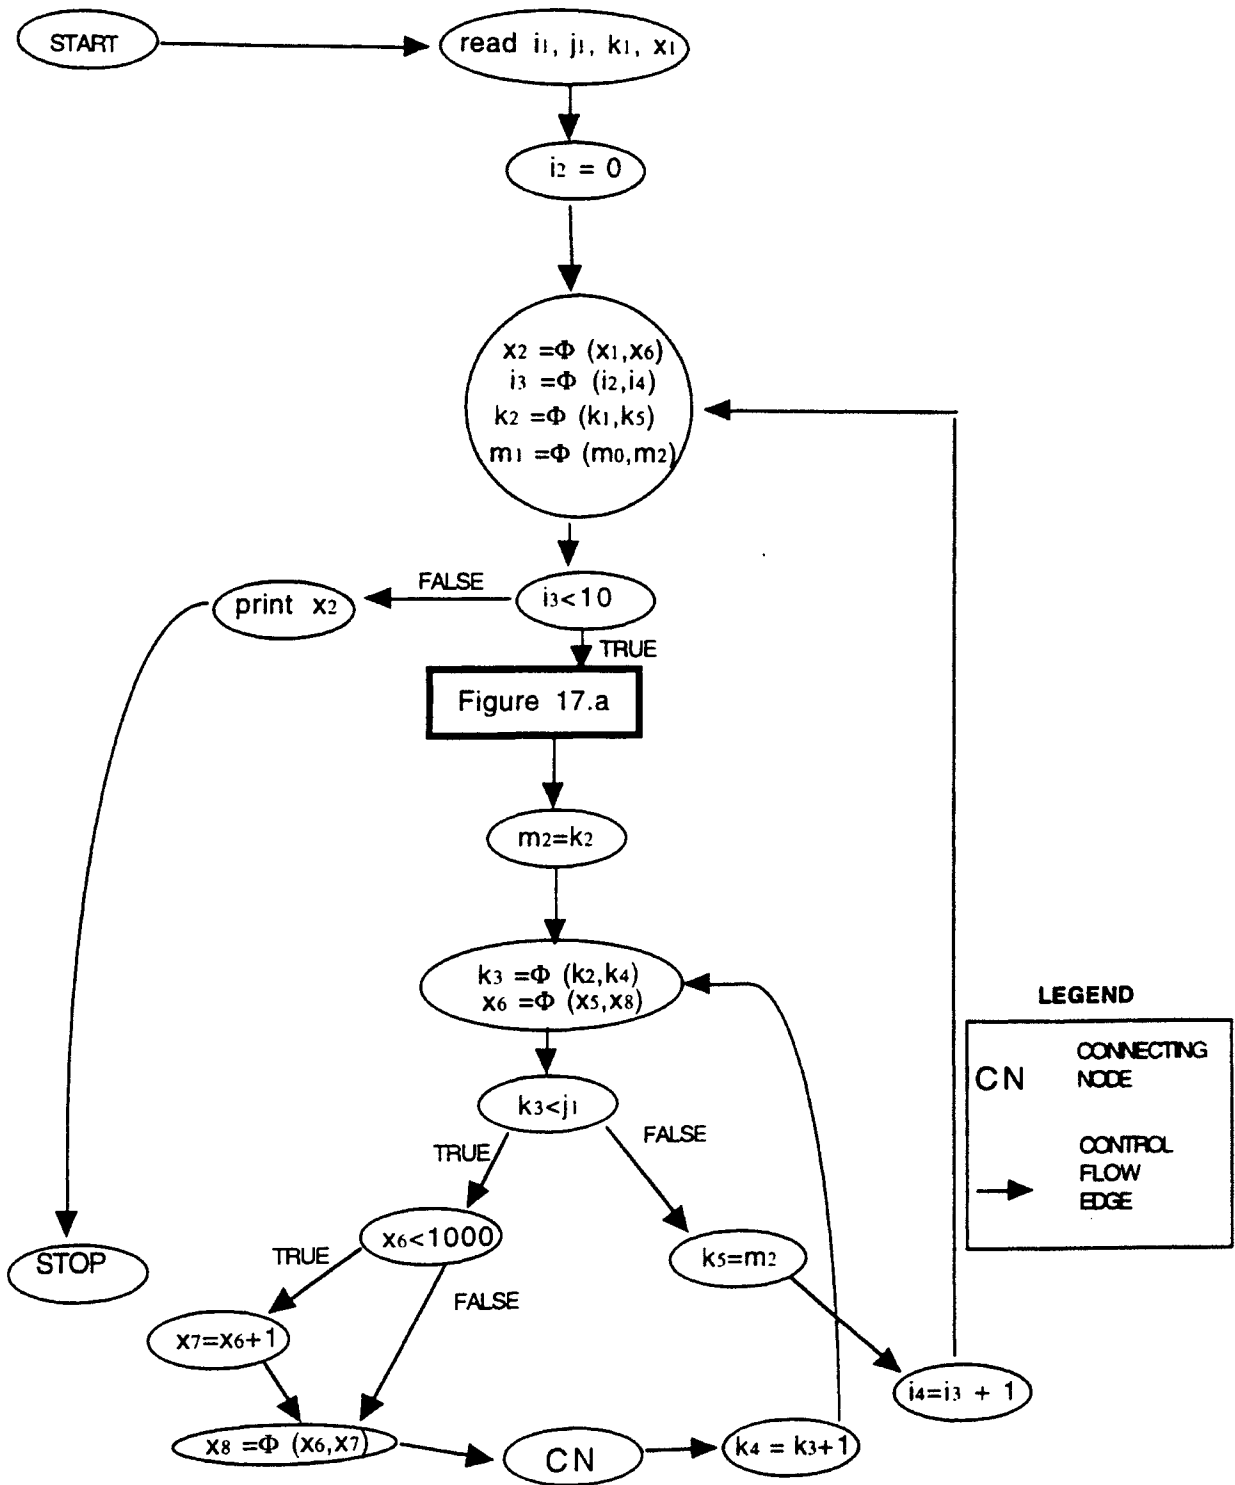 START
read i1, j1, k1, x1
i2 = 0
x2 =Φ (x1,x6)
i3 =Φ (i2,i4)
k2 =Φ (k1,k5)
m1 =Φ (m0,m2)
FALSE
i3<10
print x2
TRUE
Figure 17.a
m2=k2
k3 =Φ (k2,k4)
x6 =Φ (x5,x8)
k3<j1
TRUE
FALSE
x6<1000
k5=m2
STOP
TRUE
FALSE
x7=x6+1
i4=i3 + 1
x8 =Φ (x6,x7)
CN
k4 = k3+1
LEGEND
CN
CONNECTING
NODE
CONTROL
FLOW
EDGE